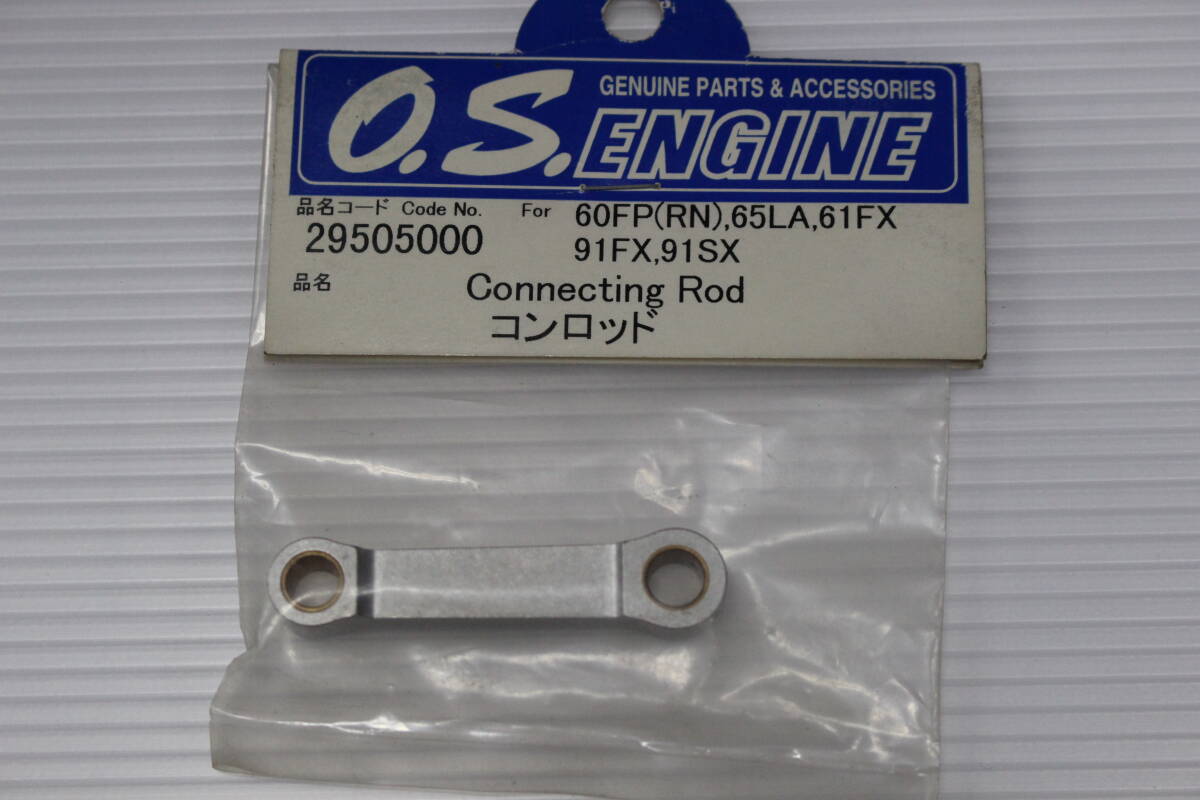 GENUINE PARTS & ACCESSORIES
O.S.ENGINE
品名コード Code No. For 60FP(RN),65LA,61FX
29505000 91FX,91SX
品名 Connecting Rod
コンロッド